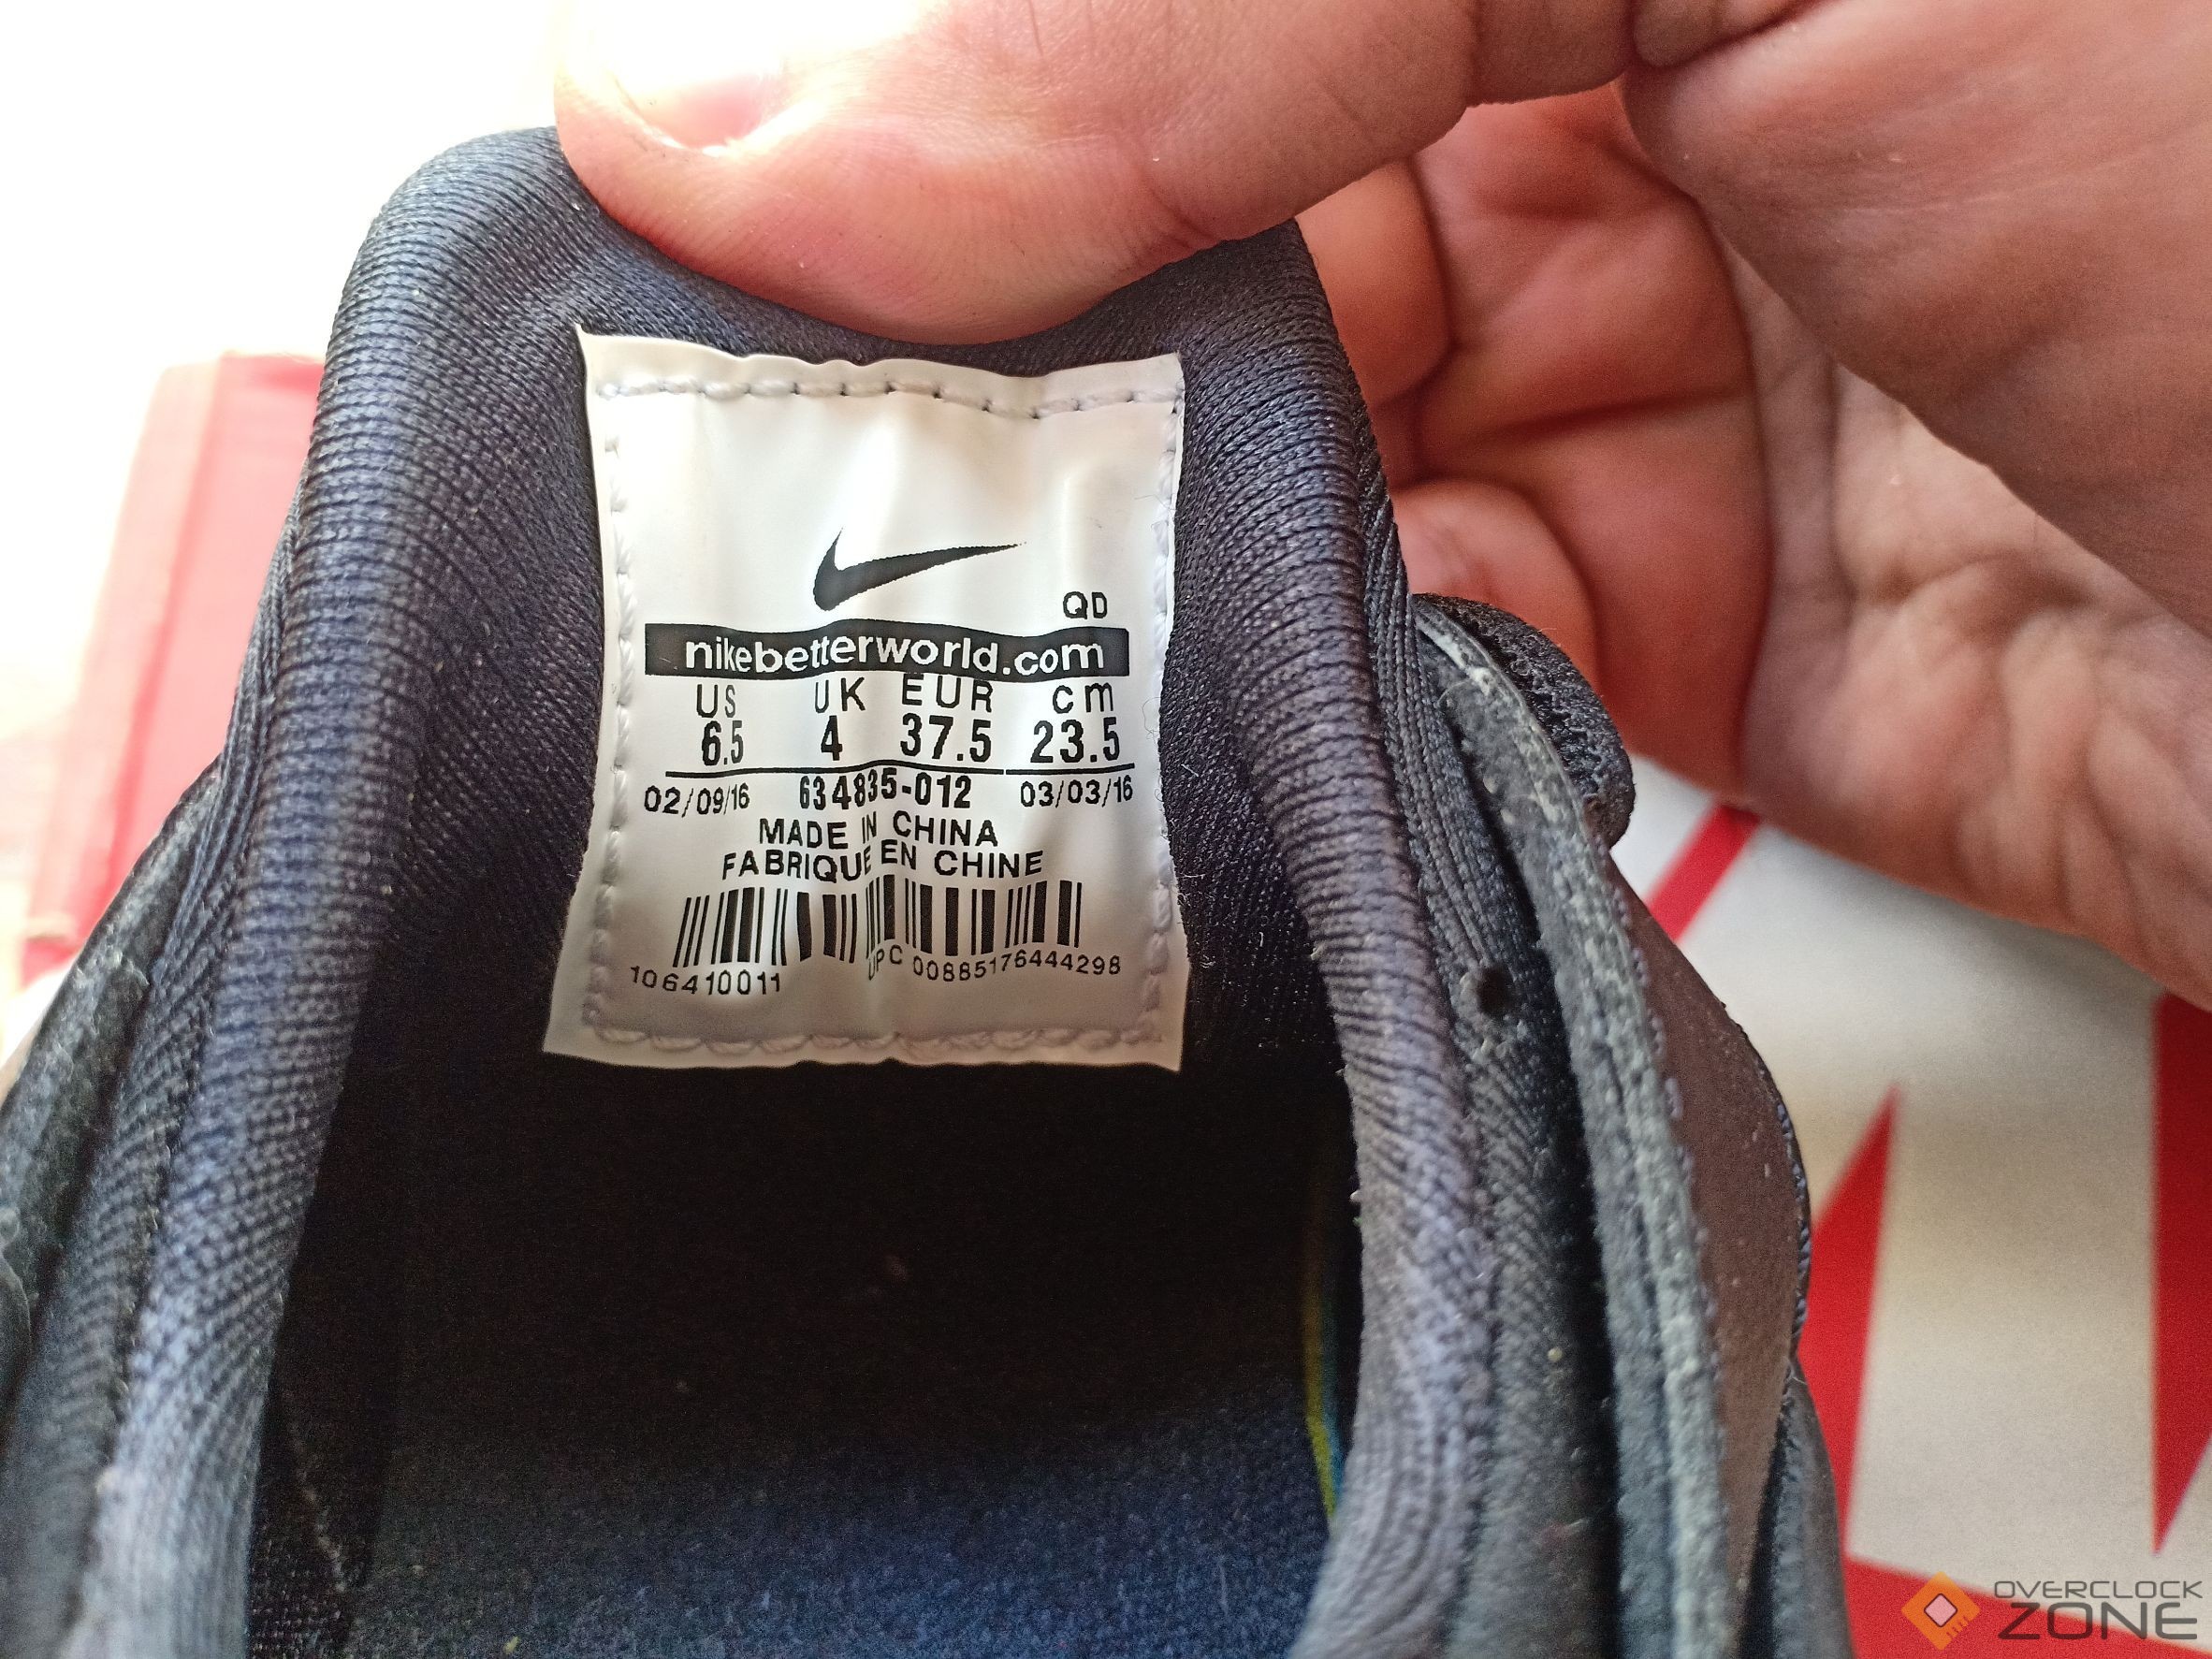 QD
nikebetterworld.com
US UK EUR cm
6.5 4 37.5 23.5
02/09/16 634835-012 03/03/16
MADE IN CHINA
FABRIQUE EN CHINE
106410011 UPC 00885176444298
OVERCLOCK
ZONE